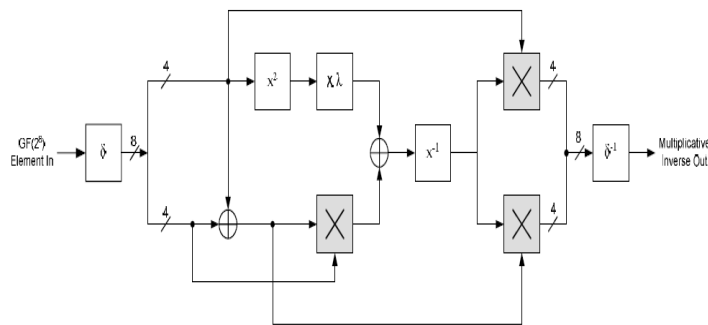 4
4
x²
x.λ
GF(2⁸)
Element In
δ
8
x⁻¹
8
δ⁻¹
Multiplicative
Inverse Out
4
4